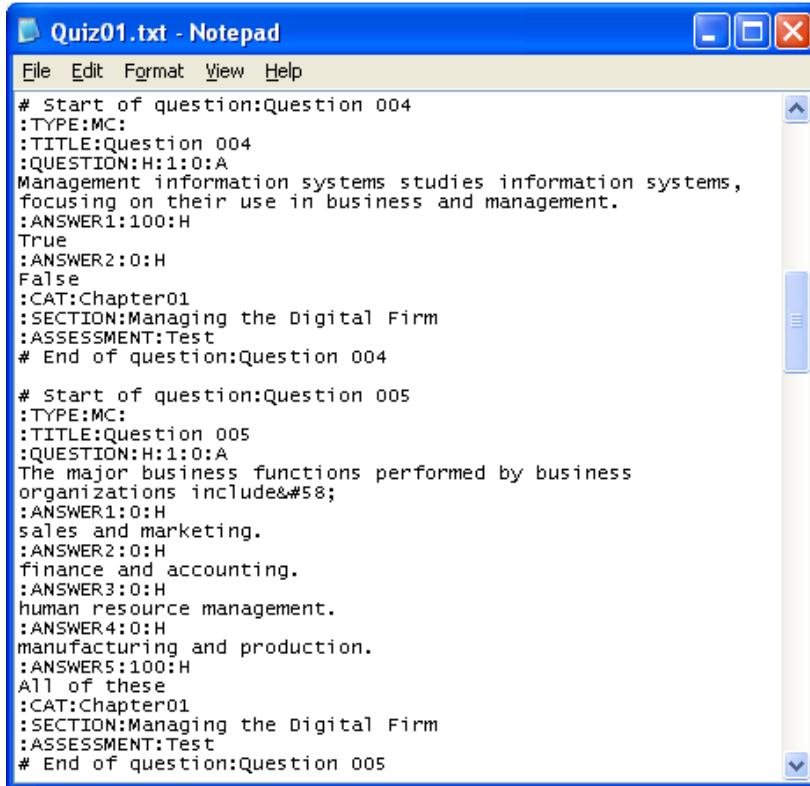 Quiz01.txt - Notepad
File Edit Format View Help
# Start of question:Question 004
:TYPE:MC:
:TITLE:Question 004
:QUESTION:H:1:0:A
Management information systems studies information systems,
focusing on their use in business and management.
:ANSWER1:100:H
True
:ANSWER2:0:H
False
:CAT:Chapter01
:SECTION:Managing the Digital Firm
:ASSESSMENT:Test
# End of question:Question 004

# Start of question:Question 005
:TYPE:MC:
:TITLE:Question 005
:QUESTION:H:1:0:A
The major business functions performed by business
organizations include&#58;
:ANSWER1:0:H
sales and marketing.
:ANSWER2:0:H
finance and accounting.
:ANSWER3:0:H
human resource management.
:ANSWER4:0:H
manufacturing and production.
:ANSWER5:100:H
All of these
:CAT:Chapter01
:SECTION:Managing the Digital Firm
:ASSESSMENT:Test
# End of question:Question 005